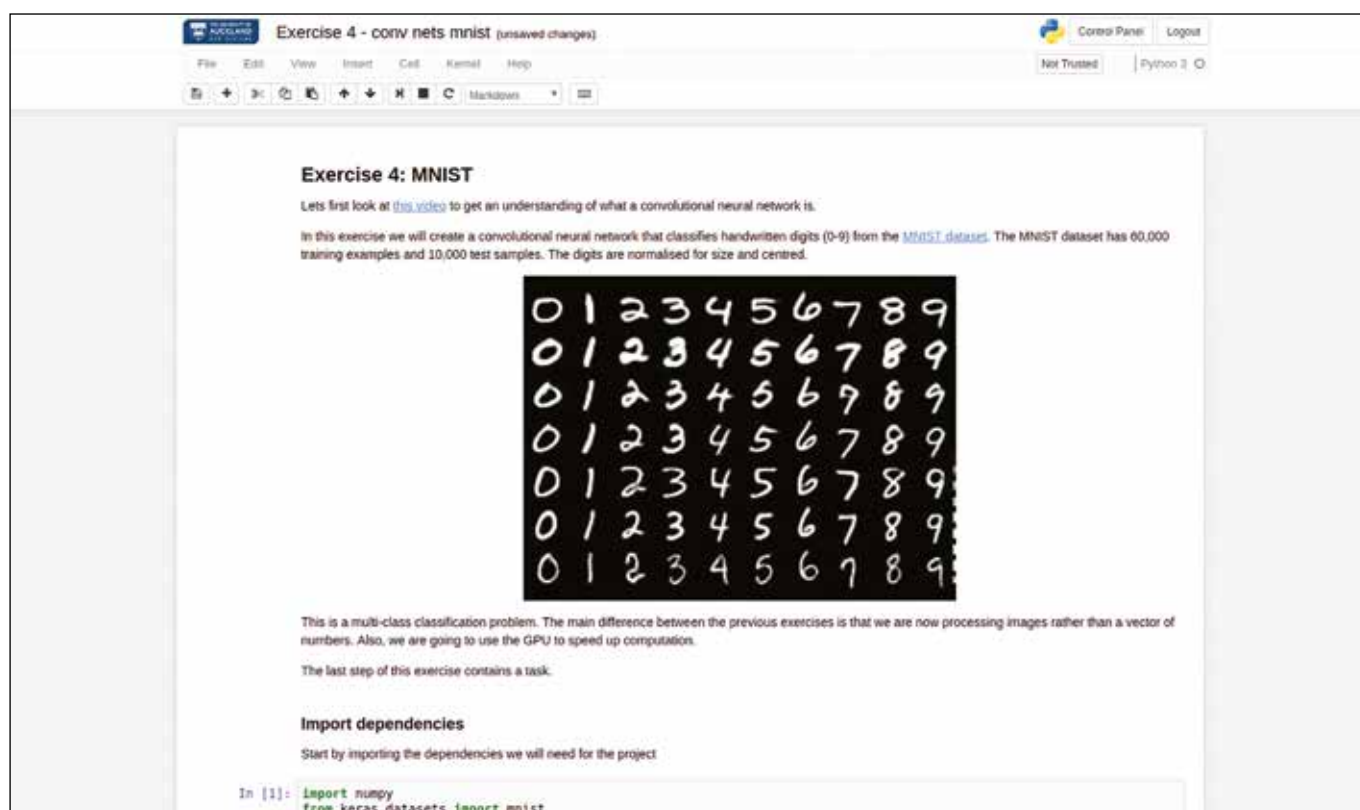 THE UNIVERSITY OF
AUCKLAND
Exercise 4 - conv nets mnist (unsaved changes)
Control Panel Logout
File Edit View Insert Cell Kernel Help
Not Trusted Python 3
Markdown
Exercise 4: MNIST
Lets first look at this video to get an understanding of what a convolutional neural network is.
In this exercise we will create a convolutional neural network that classifies handwritten digits (0-9) from the MNIST dataset. The MNIST dataset has 60,000
training examples and 10,000 test samples. The digits are normalised for size and centred.
0 1 2 3 4 5 6 7 8 9
0 1 2 3 4 5 6 7 8 9
0 1 2 3 4 5 6 7 8 9
0 1 2 3 4 5 6 7 8 9
0 1 2 3 4 5 6 7 8 9
0 1 2 3 4 5 6 7 8 9
0 1 2 3 4 5 6 7 8 9
This is a multi-class classification problem. The main difference between the previous exercises is that we are now processing images rather than a vector of
numbers. Also, we are going to use the GPU to speed up computation.
The last step of this exercise contains a task.
Import dependencies
Start by importing the dependencies we will need for the project
In [1]: import numpy
from keras.datasets import mnist